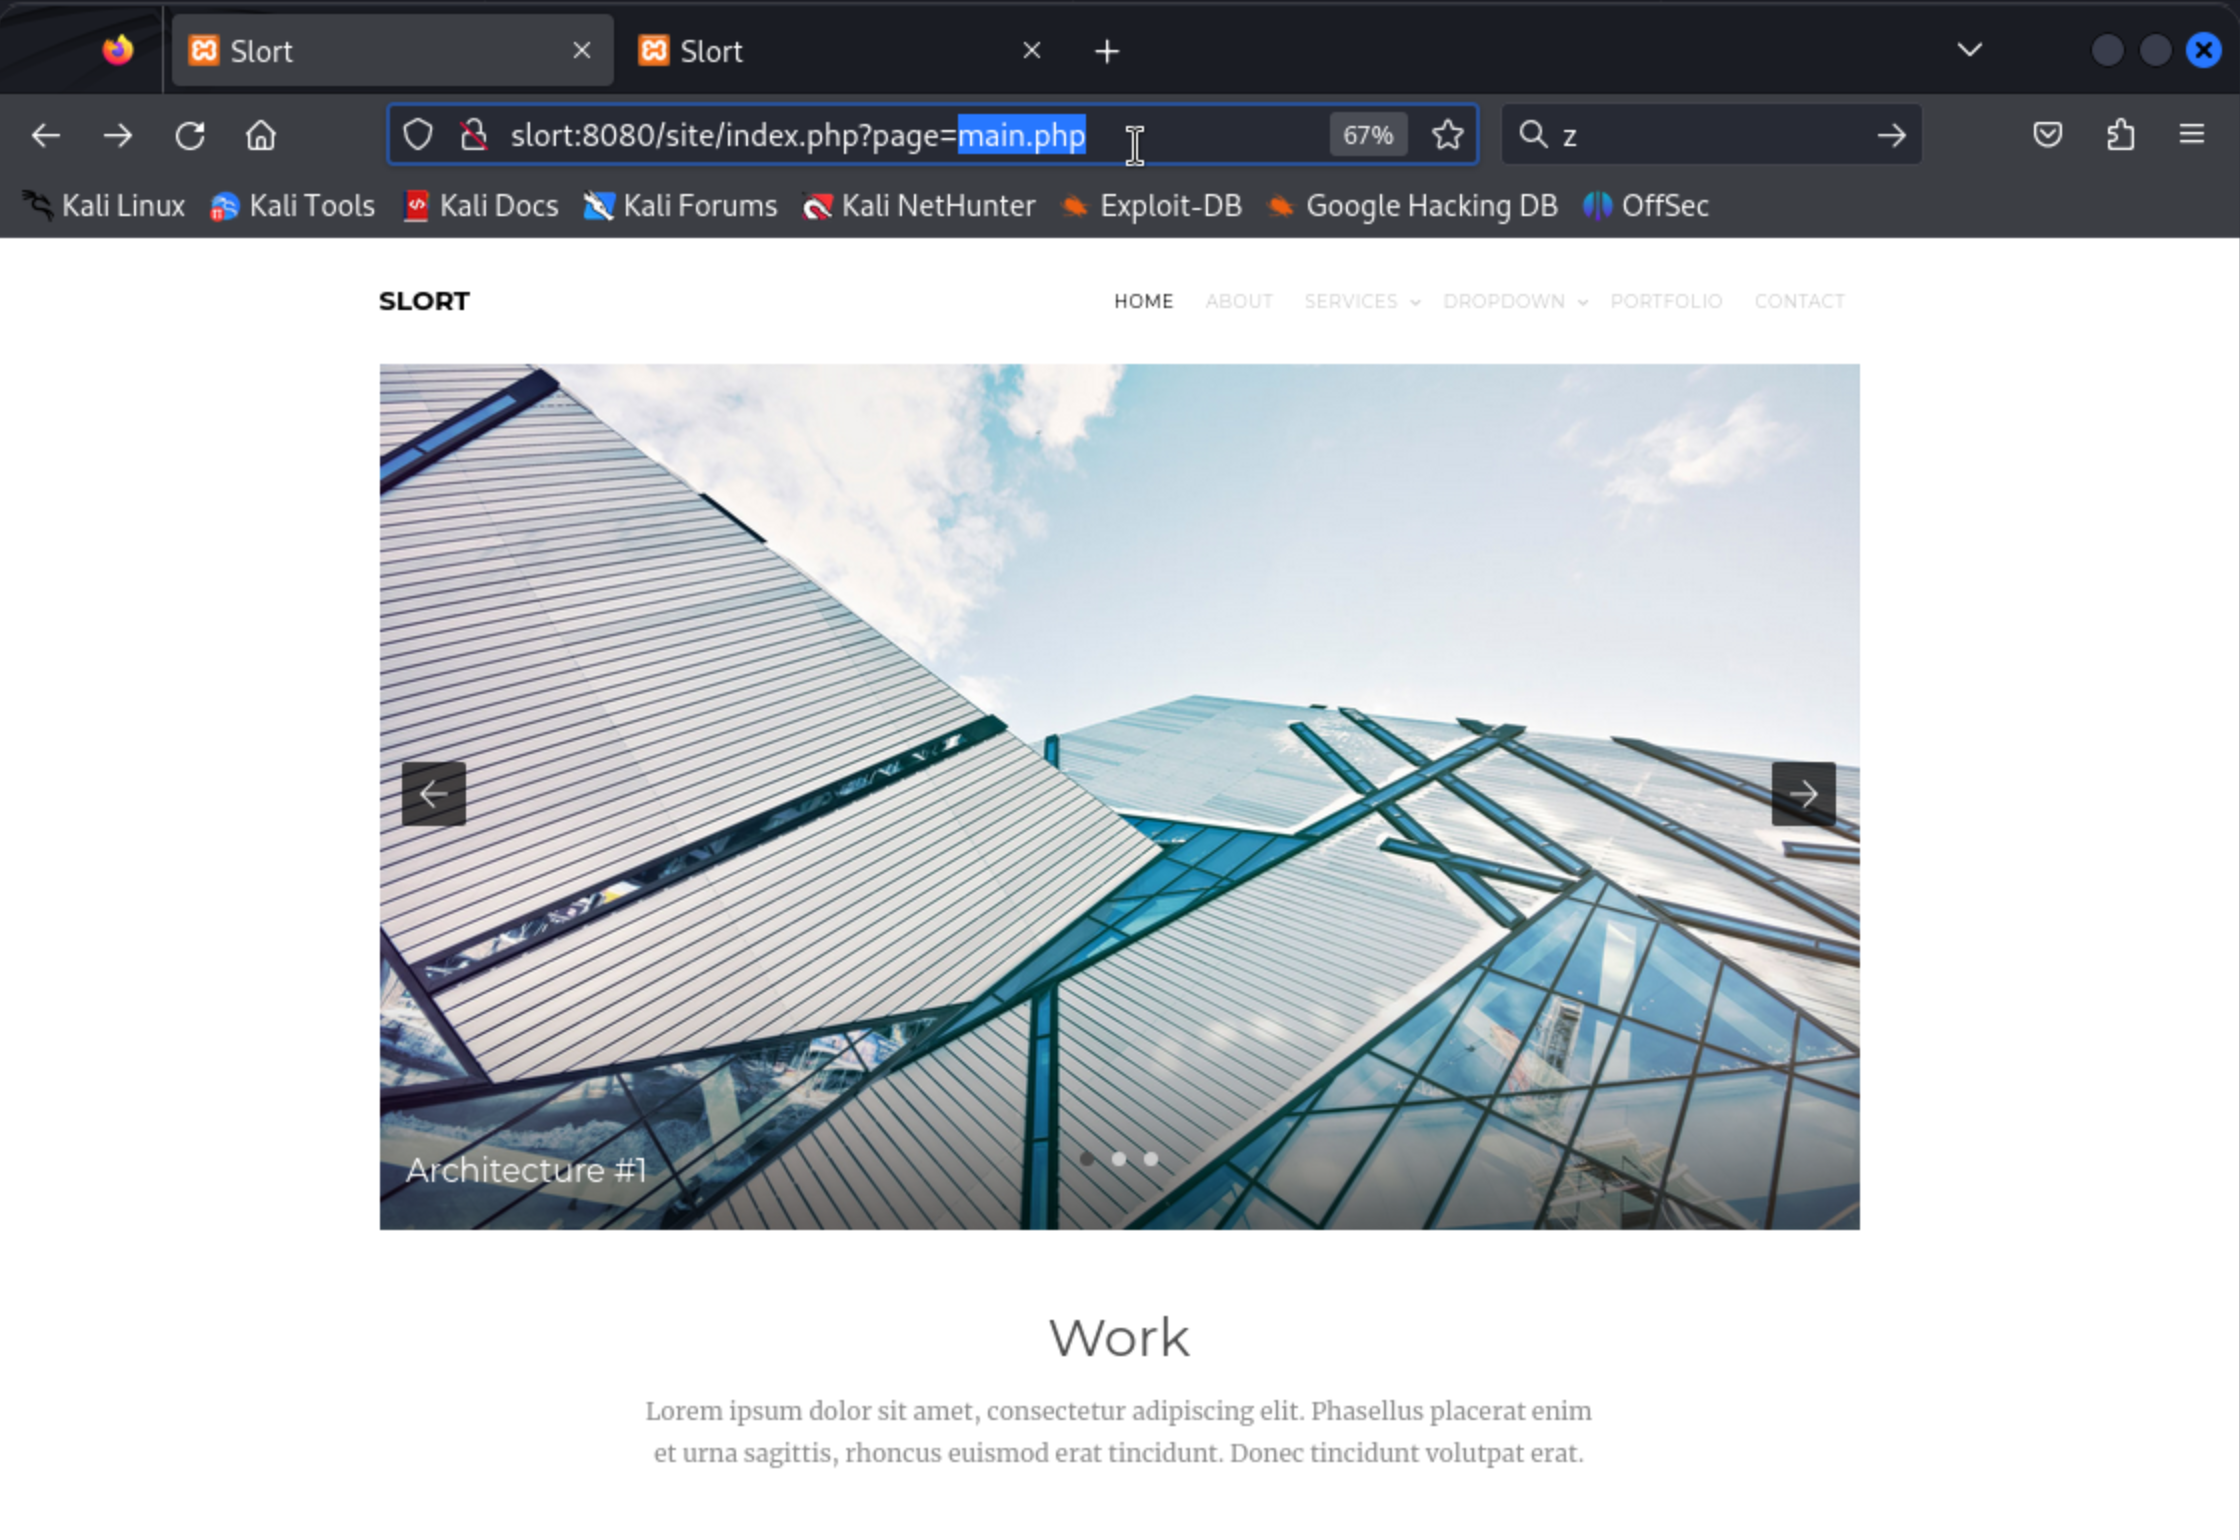 Slort
Slort
slort:8080/site/index.php?page=main.php
67%
z
Kali Linux
Kali Tools
Kali Docs
Kali Forums
Kali NetHunter
Exploit-DB
Google Hacking DB
OffSec
SLORT
HOME
ABOUT
SERVICES
DROPDOWN
PORTFOLIO
CONTACT
Architecture #1
Work
Lorem ipsum dolor sit amet, consectetur adipiscing elit. Phasellus placerat enim
et urna sagittis, rhoncus euismod erat tincidunt. Donec tincidunt volutpat erat.